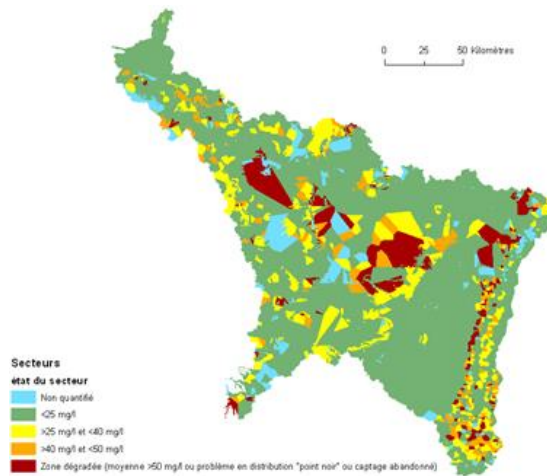 0 25 50 Kilomètres
Secteurs
état du secteur
Non quantifié
<25 mg/l
>25 mg/l et <40 mg/l
>40 mg/l et <50 mg/l
Zone dégradée (moyenne >50 mg/l ou problème en distribution "point noir" ou captage abandonné)